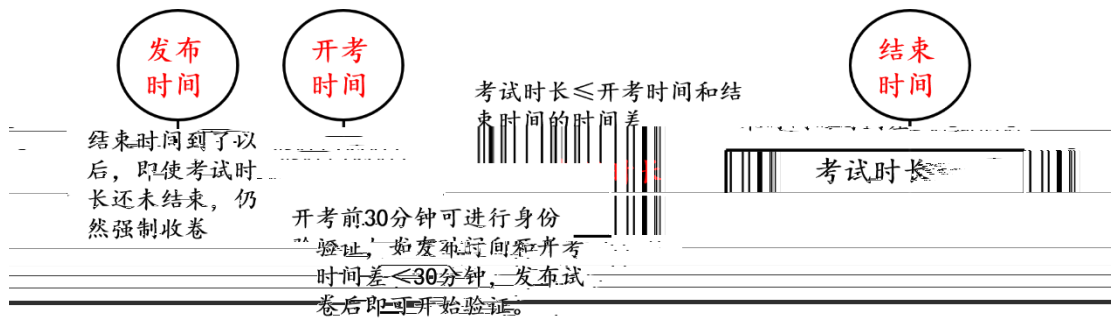 发布
时间
开考
时间
结束
时间
考试时长≤开考时间和结
束时间的时间差
结束时间到了以
后，即使考试时
长还未结束，仍
然强制收卷
考试时长
开考前30分钟可进行身份
验证，如发布时间和开考
时间差≤30分钟，发布试
卷后即可开始验证。